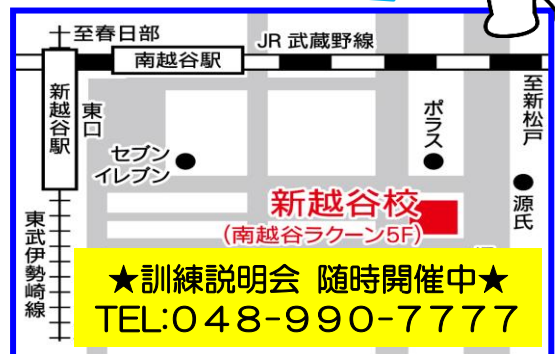 至春日部
JR 武蔵野線
南越谷駅
新越谷駅
東口
至新松戸
ポラス
セブン
イレブン
源氏
新越谷校
(南越谷ラクーン5F)
東武伊勢崎線
★訓練説明会 随時開催中★
TEL:048-990-7777